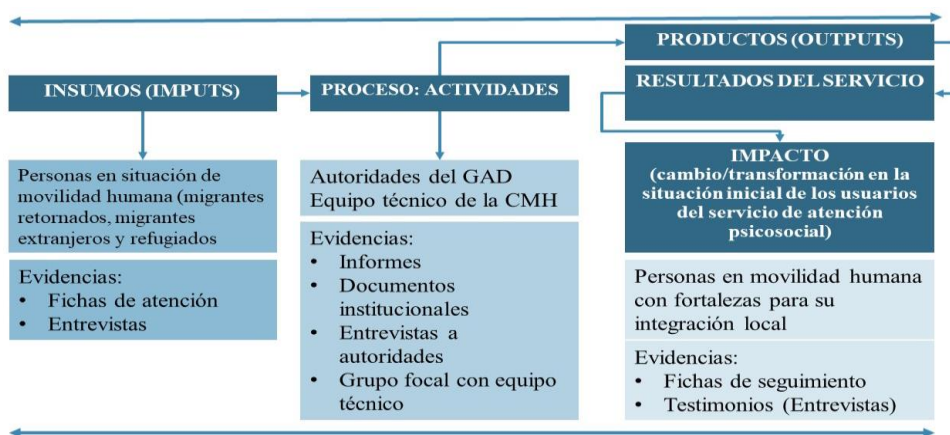 INSUMOS (IMPUTS)
Personas en situación de
movilidad humana (migrantes
retornados, migrantes
extranjeros y refugiados
Evidencias:
• Fichas de atención
• Entrevistas
PROCESO: ACTIVIDADES
Autoridades del GAD
Equipo técnico de la CMH
Evidencias:
• Informes
• Documentos
institucionales
• Entrevistas a
autoridades
• Grupo focal con equipo
técnico
PRODUCTOS (OUTPUTS)
RESULTADOS DEL SERVICIO
IMPACTO
(cambio/transformación en la
situación inicial de los usuarios
del servicio de atención
psicosocial)
Personas en movilidad humana
con fortalezas para su
integración local
Evidencias:
• Fichas de seguimiento
• Testimonios (Entrevistas)